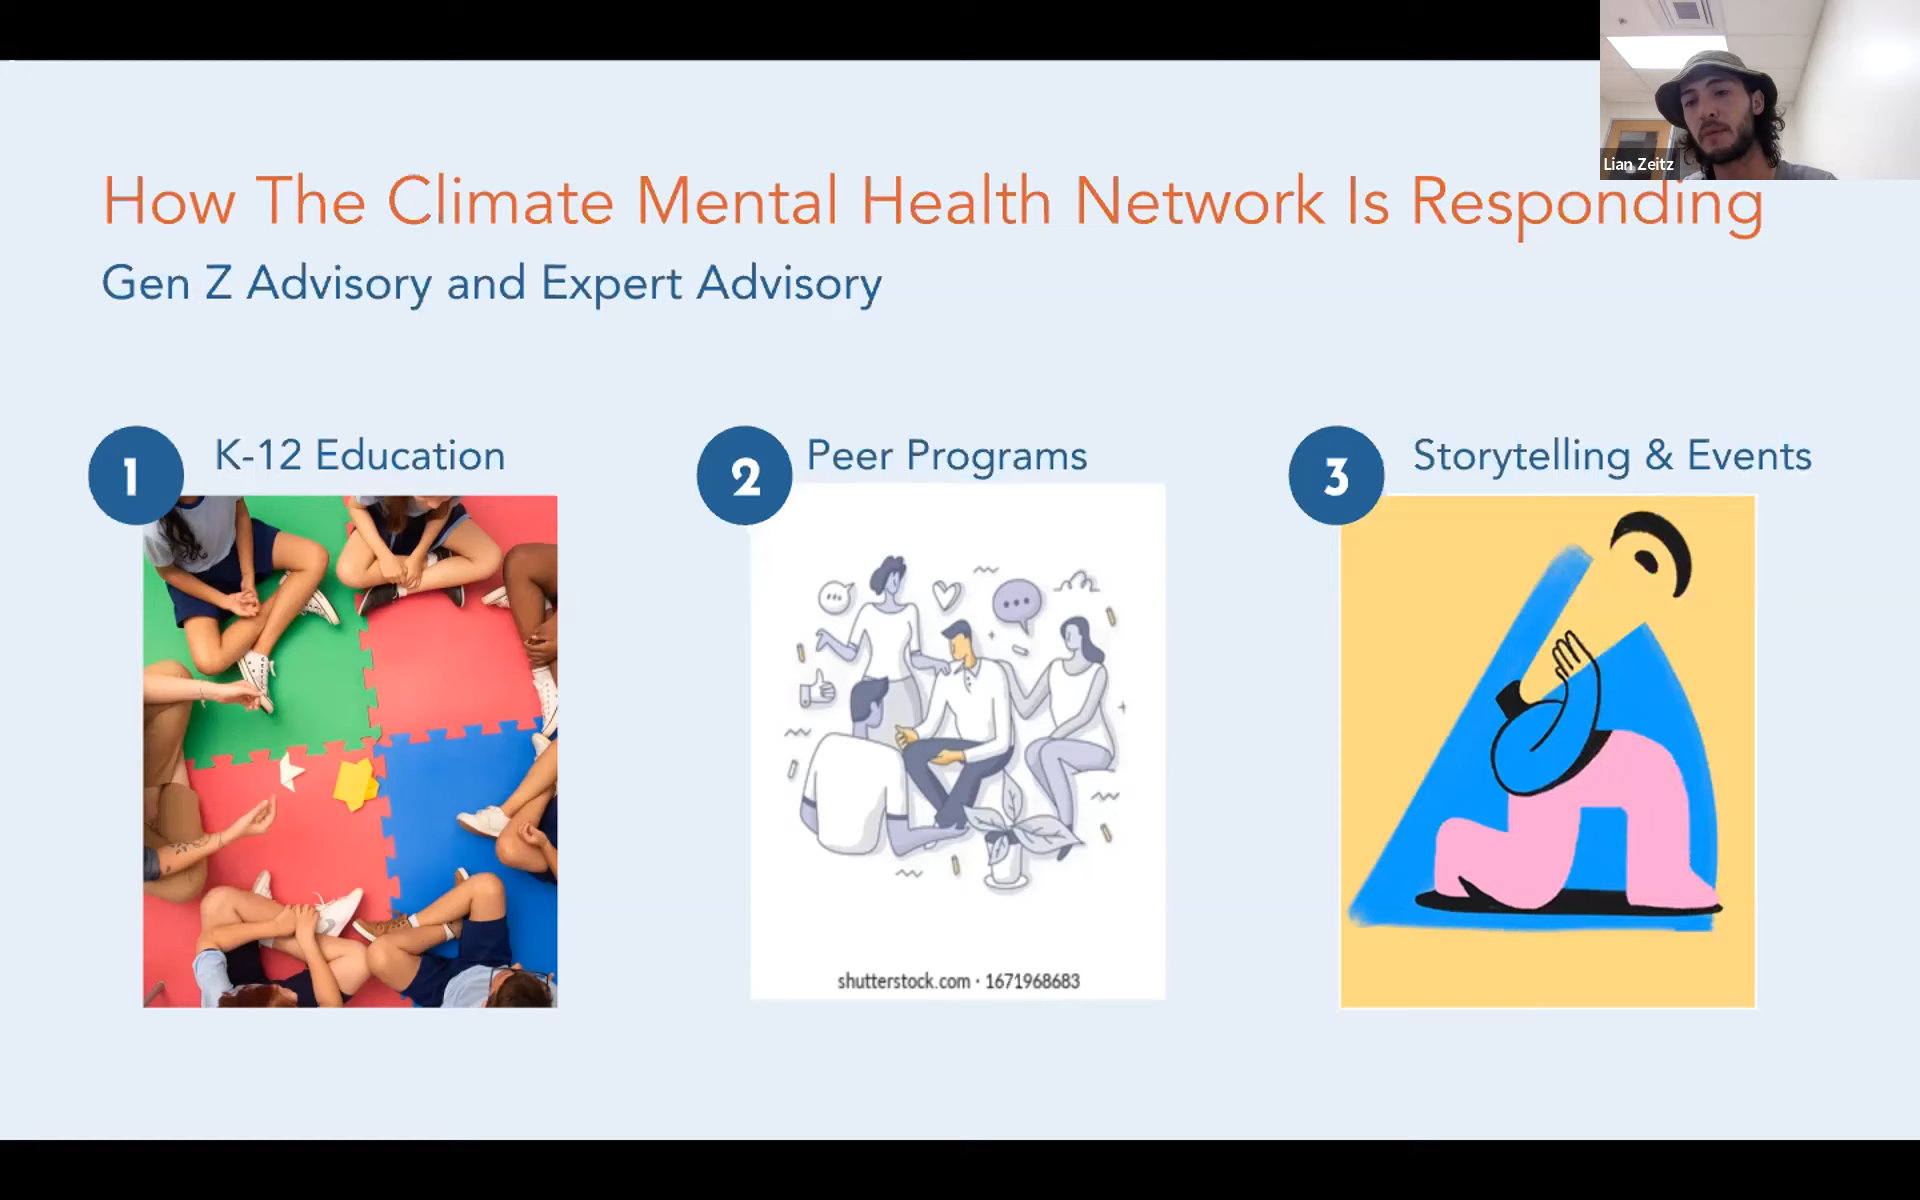 Lian Zeitz
How The Climate Mental Health Network Is Responding
Gen Z Advisory and Expert Advisory
1
K-12 Education
2
Peer Programs
3
Storytelling & Events
shutterstock.com · 1671968683